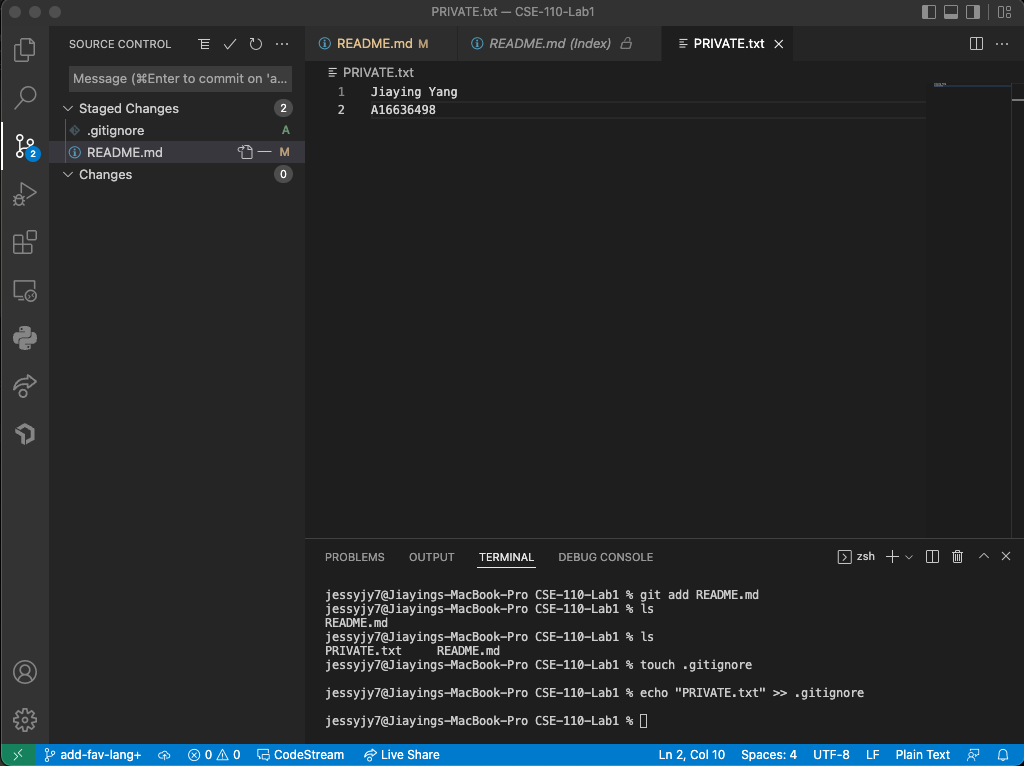 PRIVATE.txt — CSE-110-Lab1
SOURCE CONTROL
Message (⌘Enter to commit on 'a...
Staged Changes 2
.gitignore A
README.md M
Changes 0
2
README.md M
README.md (Index)
PRIVATE.txt
PRIVATE.txt
1 Jiaying Yang
2 A16636498
PROBLEMS OUTPUT TERMINAL DEBUG CONSOLE zsh
jessyjy7@Jiayings-MacBook-Pro CSE-110-Lab1 % git add README.md
jessyjy7@Jiayings-MacBook-Pro CSE-110-Lab1 % ls
README.md
jessyjy7@Jiayings-MacBook-Pro CSE-110-Lab1 % ls
PRIVATE.txt README.md
jessyjy7@Jiayings-MacBook-Pro CSE-110-Lab1 % touch .gitignore
jessyjy7@Jiayings-MacBook-Pro CSE-110-Lab1 % echo "PRIVATE.txt" >> .gitignore
jessyjy7@Jiayings-MacBook-Pro CSE-110-Lab1 %
add-fav-lang+ 0 0 CodeStream Live Share Ln 2, Col 10 Spaces: 4 UTF-8 LF Plain Text